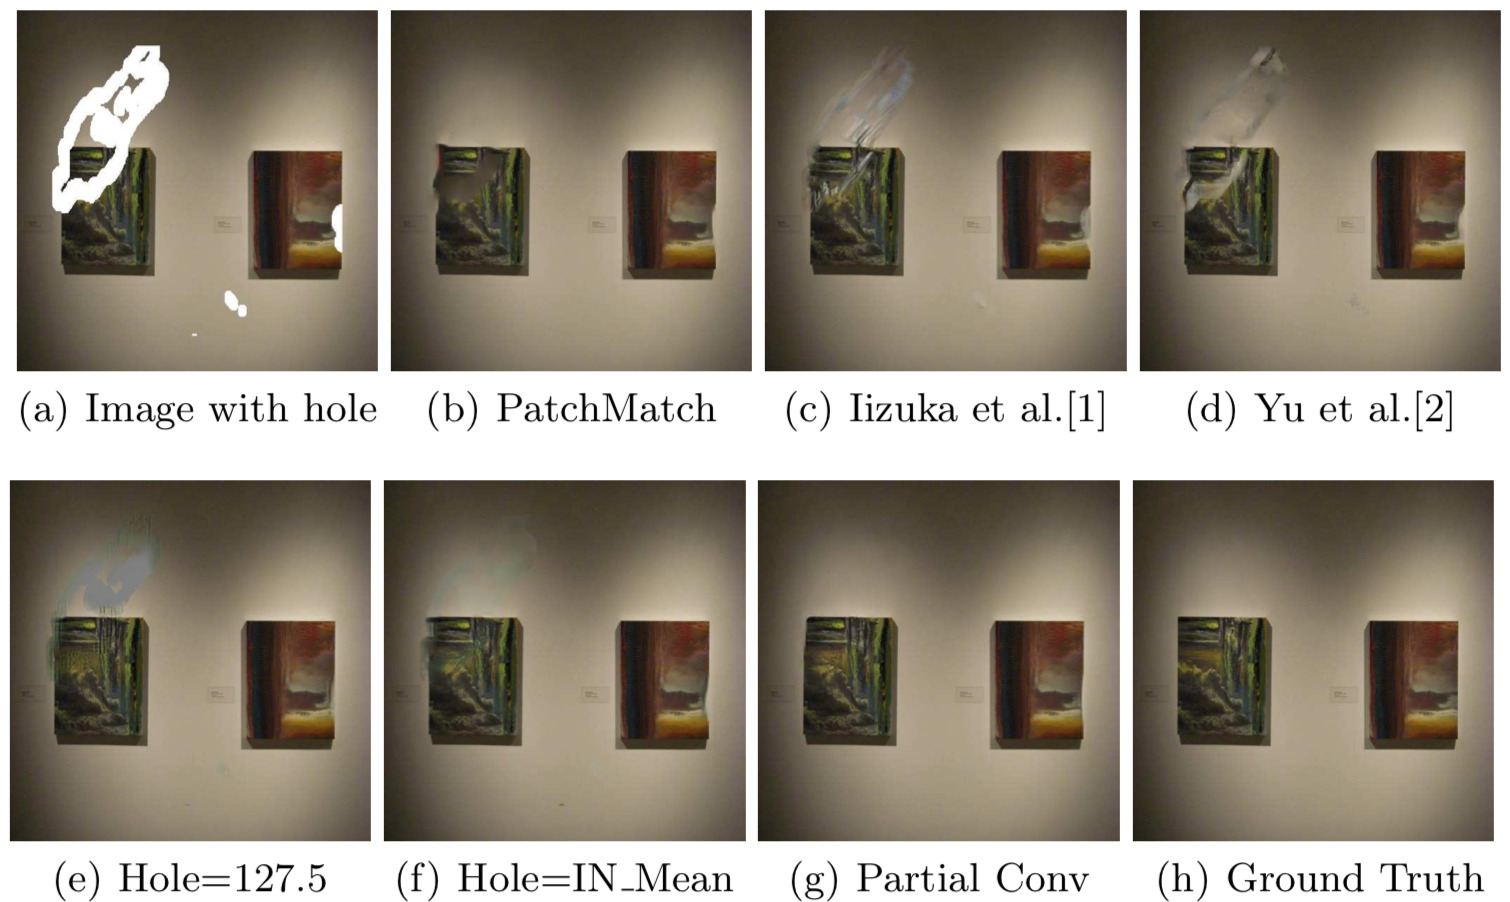 (a) Image with hole
(b) PatchMatch
(c) Iizuka et al.[1]
(d) Yu et al.[2]
(e) Hole=127.5
(f) Hole=IN_Mean
(g) Partial Conv
(h) Ground Truth